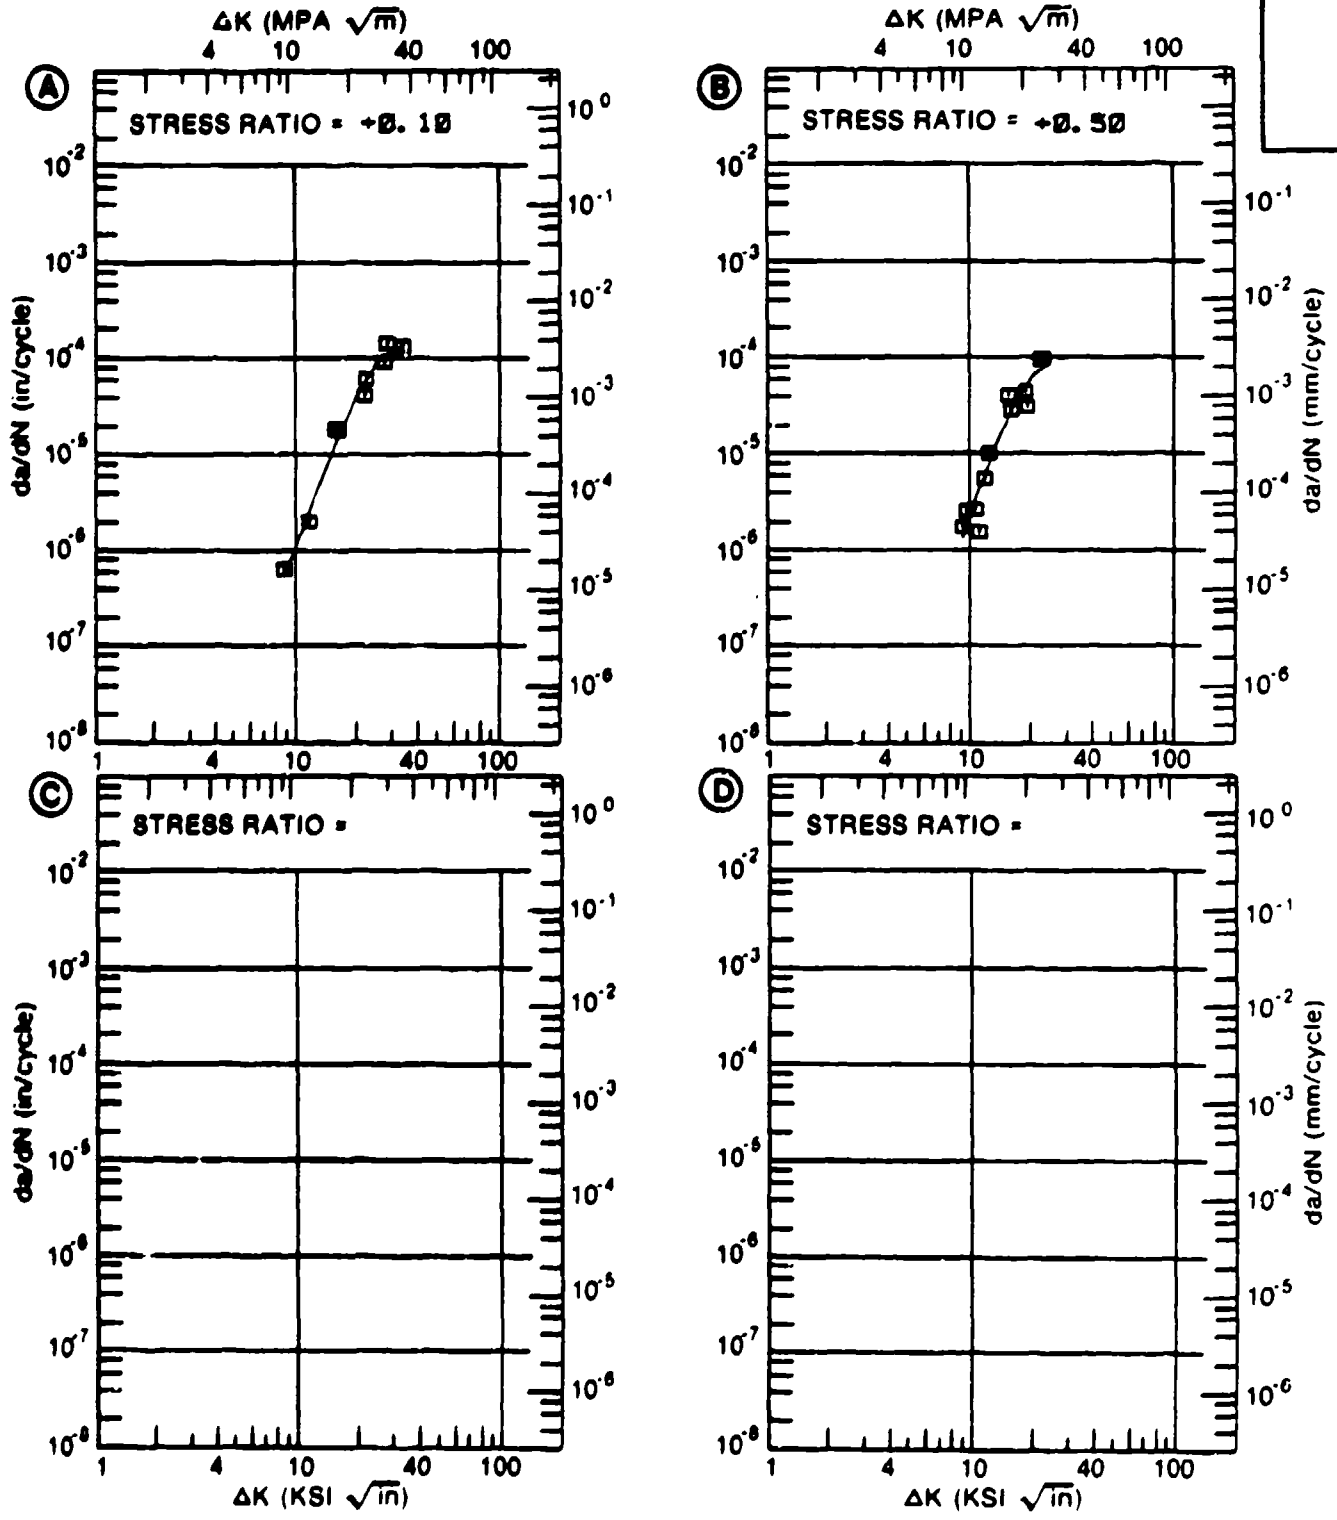 ΔK (MPA √m) ΔK (MPA √m)
4 10 40 100 4 10 40 100
A B
STRESS RATIO = +0.10 STRESS RATIO = +0.50
10⁰
10⁻² 10⁻²
10⁻¹ 10⁻¹
10⁻³ 10⁻³
10⁻² 10⁻²
10⁻⁴ 10⁻⁴
10⁻³ 10⁻³
10⁻⁵ 10⁻⁵
10⁻⁴ 10⁻⁴
10⁻⁶ 10⁻⁶
10⁻⁵ 10⁻⁵
10⁻⁷ 10⁻⁷
10⁻⁶ 10⁻⁶
10⁻⁸ 10⁻⁸
da/dN (in/cycle) da/dN (mm/cycle)
1 4 10 40 100 1 4 10 40 100
C D
STRESS RATIO = STRESS RATIO =
10⁰ 10⁰
10⁻² 10⁻²
10⁻¹ 10⁻¹
10⁻³ 10⁻³
10⁻² 10⁻²
10⁻⁴ 10⁻⁴
10⁻³ 10⁻³
10⁻⁵ 10⁻⁵
10⁻⁴ 10⁻⁴
10⁻⁶ 10⁻⁶
10⁻⁵ 10⁻⁵
10⁻⁷ 10⁻⁷
10⁻⁶ 10⁻⁶
10⁻⁸ 10⁻⁸
da/dN (in/cycle) da/dN (mm/cycle)
1 4 10 40 100 1 4 10 40 100
ΔK (KSI √in) ΔK (KSI √in)